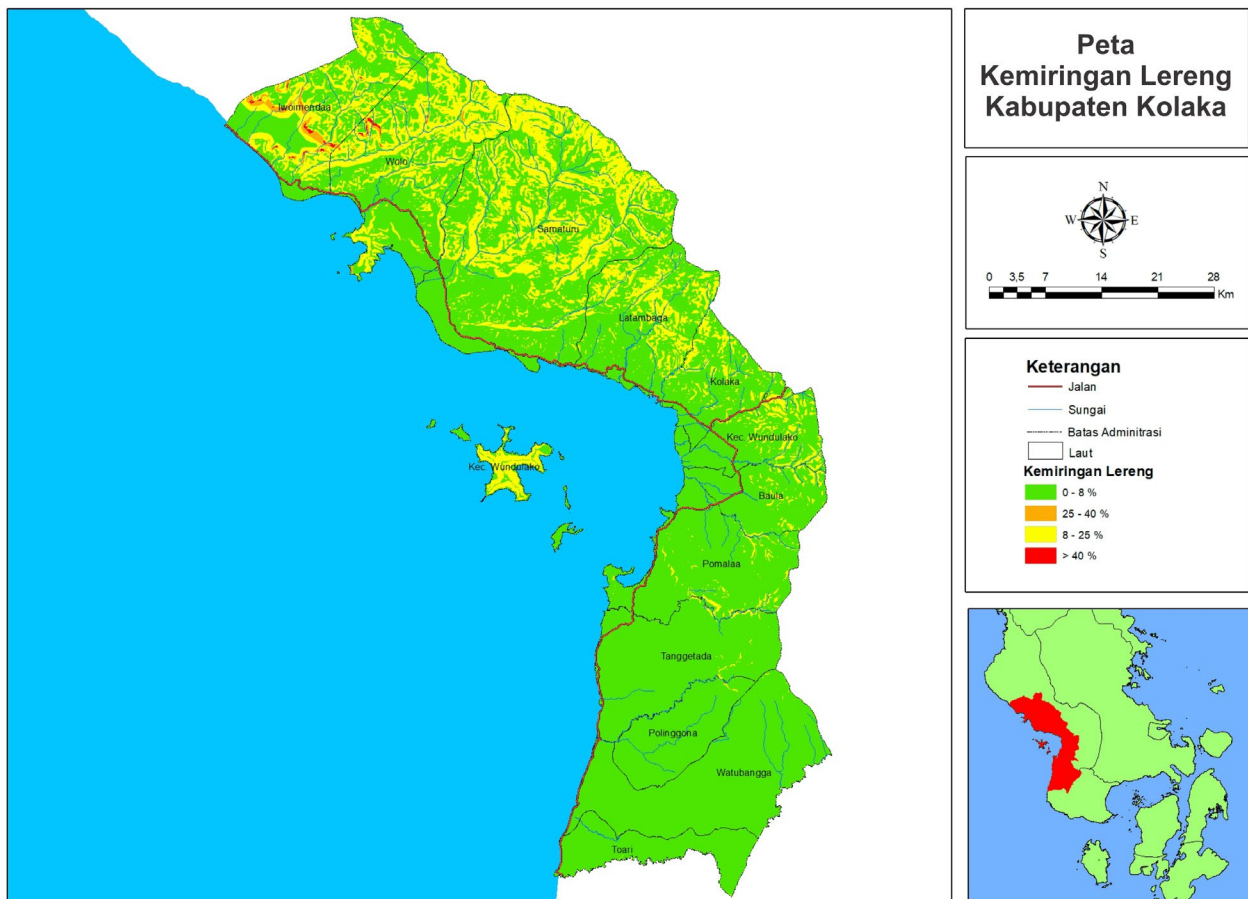 Peta
Kemiringan Lereng
Kabupaten Kolaka
N
W E
S
0 3,5 7 14 21 28
Km
Keterangan
Jalan
Sungai
Batas Adminitrasi
Laut
Kemiringan Lereng
0 - 8 %
25 - 40 %
8 - 25 %
> 40 %
Iwoimendaa
Wolo
Samaturu
Latambaga
Kolaka
Kec. Wundulako
Kec. Wundulako
Baula
Pomalaa
Tanggetada
Polinggona
Watubangga
Toari